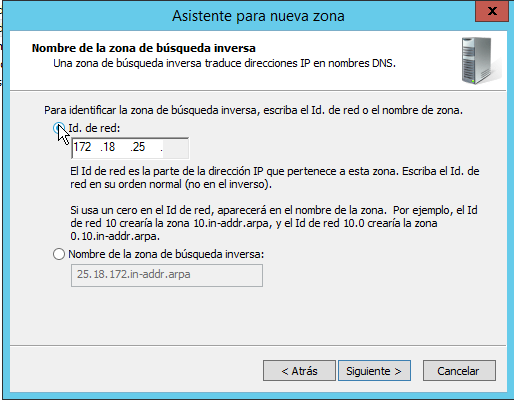 Asistente para nueva zona
x
Nombre de la zona de búsqueda inversa
Una zona de búsqueda inversa traduce direcciones IP en nombres DNS.
Para identificar la zona de búsqueda inversa, escriba el Id. de red o el nombre de zona.
Id. de red:
172 .18 .25 .
El Id de red es la parte de la dirección IP que pertenece a esta zona. Escriba el Id. de
red en su orden normal (no en el inverso).
Si usa un cero en el Id de red, aparecerá en el nombre de la zona. Por ejemplo, el Id
de red 10 crearía la zona 10.in-addr.arpa, y el Id de red 10.0 crearía la zona
0.10.in-addr.arpa.
Nombre de la zona de búsqueda inversa:
25.18.172.in-addr.arpa
< Atrás Siguiente > Cancelar